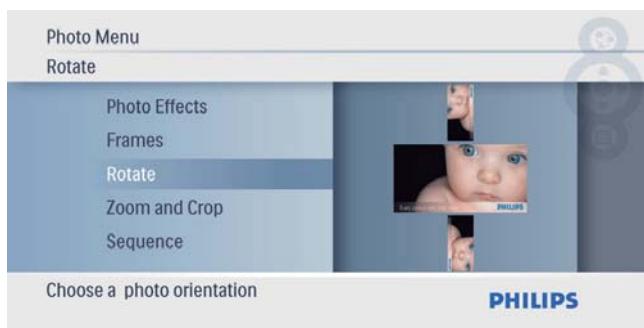 Photo Menu
Rotate
Photo Effects
Frames
Rotate
Zoom and Crop
Sequence
PHILIPS
Choose a photo orientation
PHILIPS